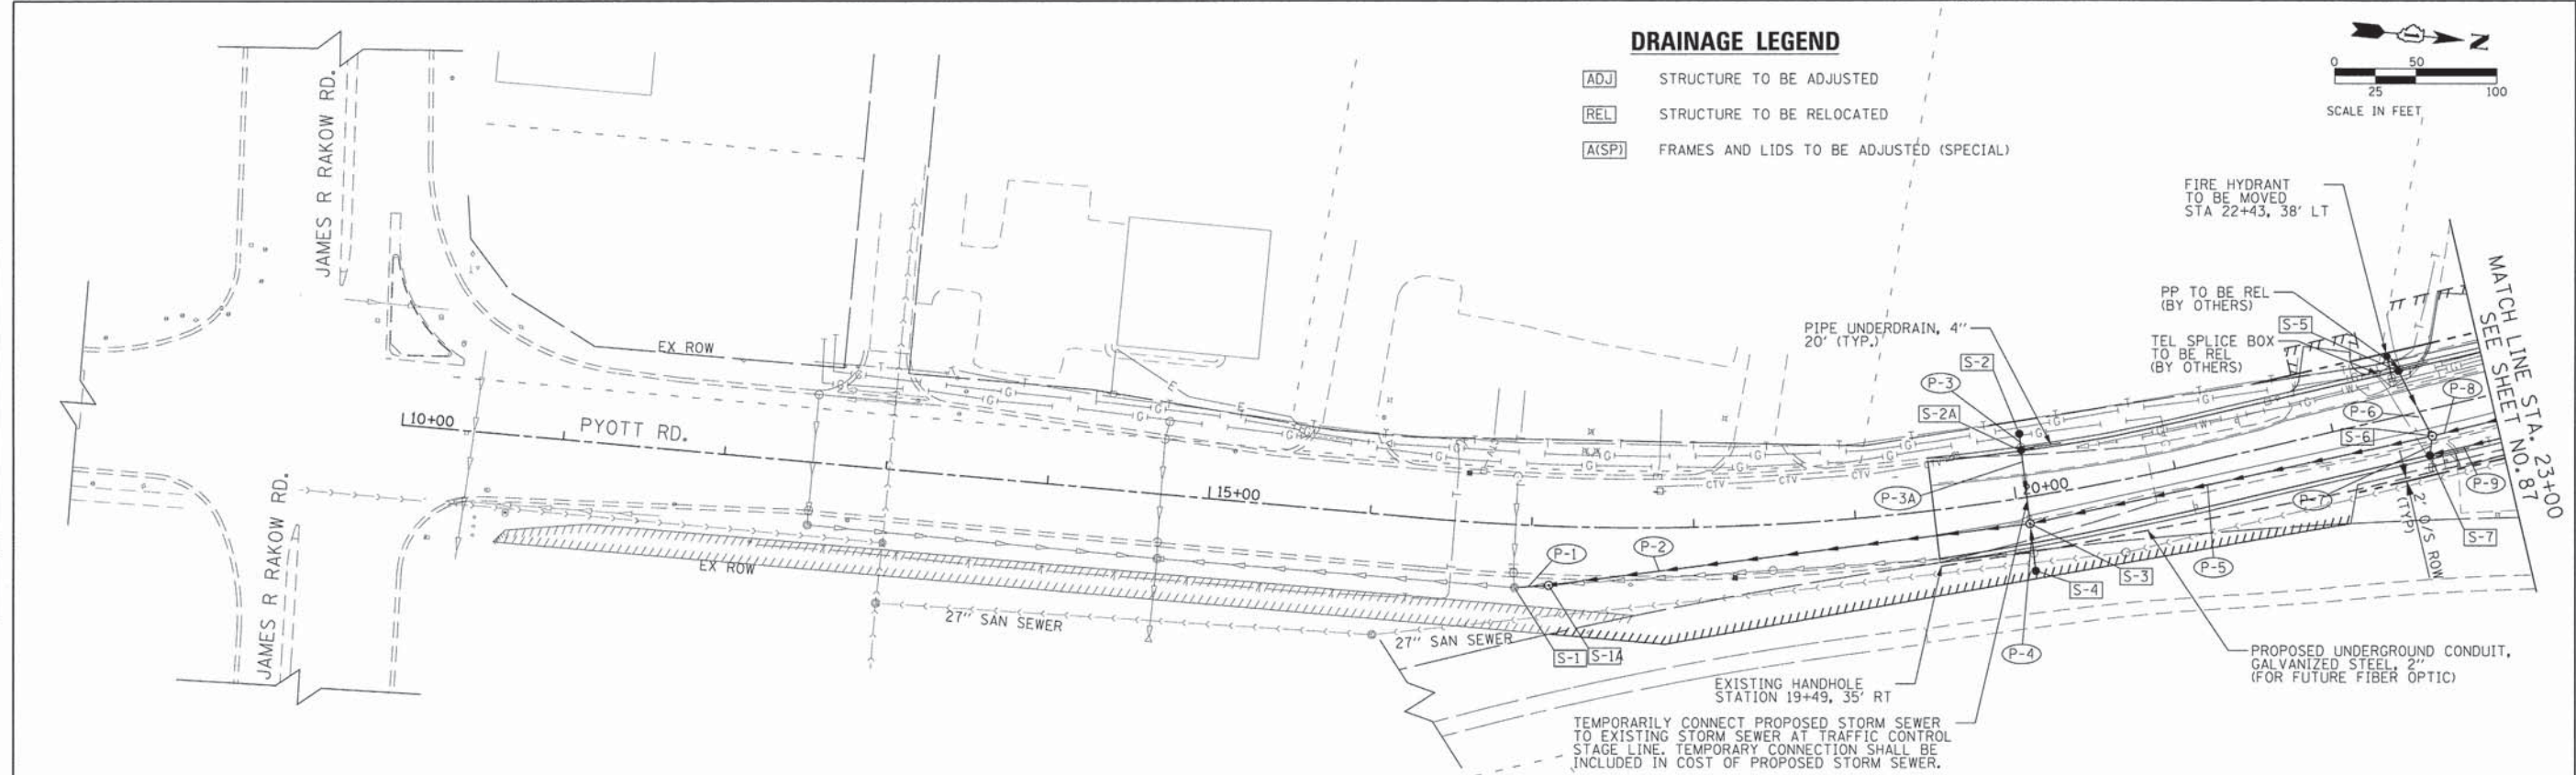 DRAINAGE LEGEND
ADJ STRUCTURE TO BE ADJUSTED
REL STRUCTURE TO BE RELOCATED
A(SP) FRAMES AND LIDS TO BE ADJUSTED (SPECIAL)
N
0 50
25 100
SCALE IN FEET
JAMES R RAKOW RD.
JAMES R RAKOW RD.
EX ROW
10+00
PYOTT RD.
15+00
20+00
EX ROW
27" SAN SEWER
27" SAN SEWER
FIRE HYDRANT
TO BE MOVED
STA 22+43, 38' LT
PP TO BE REL
(BY OTHERS)
S-5
TEL SPLICE BOX
TO BE REL
(BY OTHERS)
PIPE UNDERDRAIN, 4"
20' (TYP.)
S-2
P-3
S-2A
P-3A
P-8
P-6
S-6
P-7
P-9
S-7
MATCH LINE STA. 23+00
SEE SHEET NO. 87
2' O/S ROW
(TYP)
CTV
CTV
CTV
P-1
P-2
S-1
S-1A
S-3
S-4
P-4
P-5
EXISTING HANDHOLE
STATION 19+49, 35' RT
TEMPORARILY CONNECT PROPOSED STORM SEWER
TO EXISTING STORM SEWER AT TRAFFIC CONTROL
STAGE LINE. TEMPORARY CONNECTION SHALL BE
INCLUDED IN COST OF PROPOSED STORM SEWER.
PROPOSED UNDERGROUND CONDUIT,
GALVANIZED STEEL, 2"
(FOR FUTURE FIBER OPTIC)